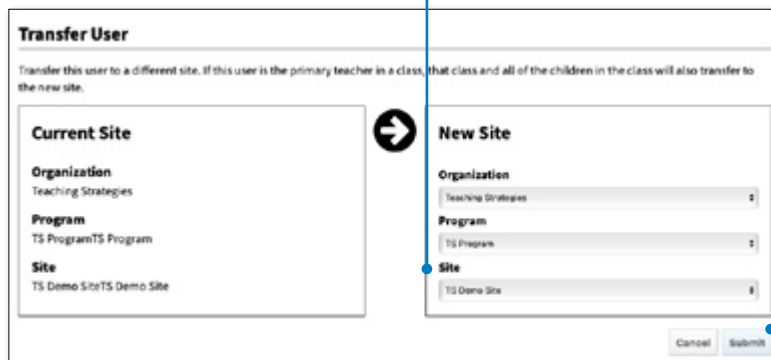 Transfer User
Transfer this user to a different site. If this user is the primary teacher in a class, that class and all of the children in the class will also transfer to
the new site.
Current Site
Organization
Teaching Strategies
Program
TS ProgramTS Program
Site
TS Demo SiteTS Demo Site
New Site
Organization
Teaching Strategies
Program
TS Program
Site
TS Demo Site
Cancel Submit